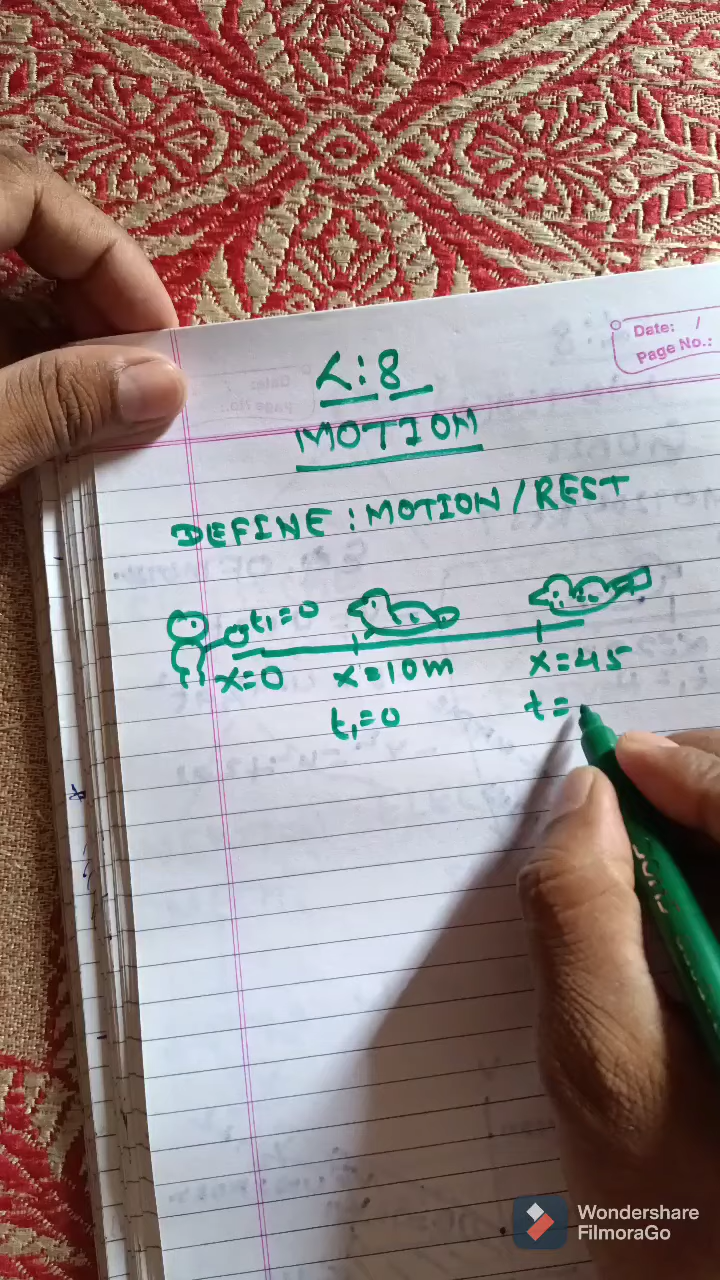 Date: /
Page No.:
L:8
MOTION
DEFINE: MOTION/REST
t₁=0
x=0 x=10m x=45
t₁=0 t=
Wondershare
FilmoraGo